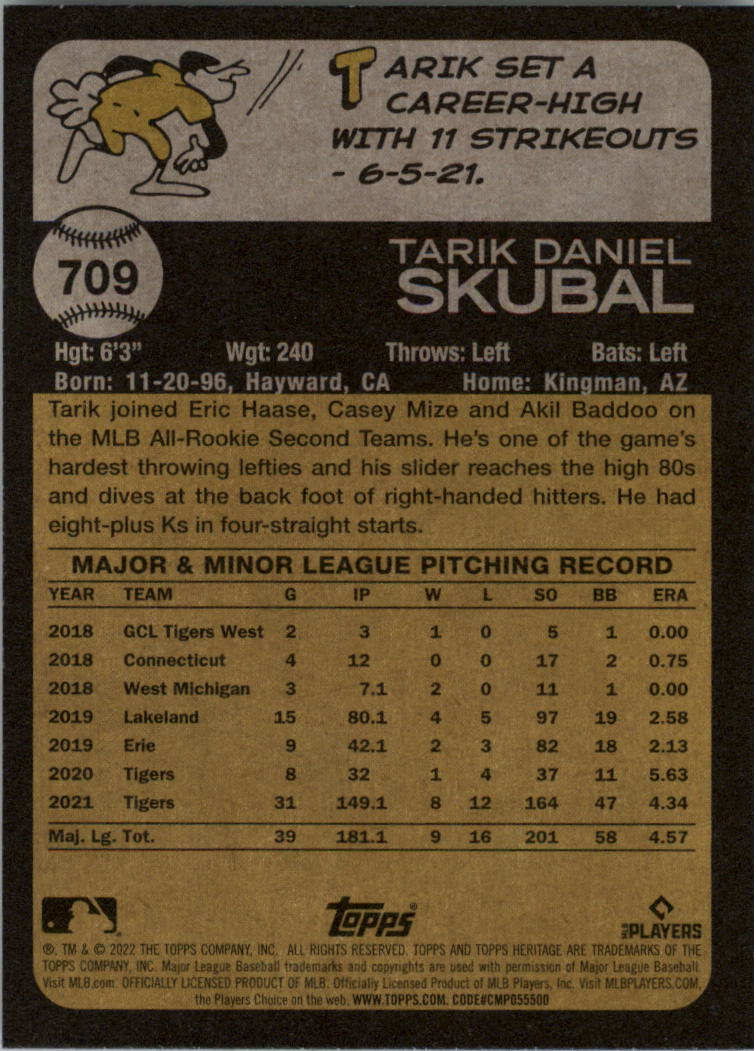 TARIK SET A
CAREER-HIGH
WITH 11 STRIKEOUTS
- 6-5-21.
709
TARIK DANIEL
SKUBAL
Hgt: 6'3" Wgt: 240 Throws: Left Bats: Left
Born: 11-20-96, Hayward, CA Home: Kingman, AZ
Tarik joined Eric Haase, Casey Mize and Akil Baddoo on
the MLB All-Rookie Second Teams. He's one of the game's
hardest throwing lefties and his slider reaches the high 80s
and dives at the back foot of right-handed hitters. He had
eight-plus Ks in four-straight starts.
MAJOR & MINOR LEAGUE PITCHING RECORD
YEAR TEAM G IP W L SO BB ERA
2018 GCL Tigers West 2 3 1 0 5 1 0.00
2018 Connecticut 4 12 0 0 17 2 0.75
2018 West Michigan 3 7.1 2 0 11 1 0.00
2019 Lakeland 15 80.1 4 5 97 19 2.58
2019 Erie 9 42.1 2 3 82 18 2.13
2020 Tigers 8 32 1 4 37 11 5.63
2021 Tigers 31 149.1 8 12 164 47 4.34
Maj. Lg. Tot. 39 181.1 9 16 201 58 4.57
Topps®
MLB PLAYERS
®, TM & © 2022 THE TOPPS COMPANY, INC. ALL RIGHTS RESERVED. TOPPS AND TOPPS HERITAGE ARE TRADEMARKS OF THE
TOPPS COMPANY, INC. Major League Baseball trademarks and copyrights are used with permission of Major League Baseball.
Visit MLB.com. OFFICIALLY LICENSED PRODUCT OF MLB. Officially Licensed Product of MLB Players, Inc. Visit MLBPLAYERS.COM,
the Players Choice on the web. WWW.TOPPS.COM. CODE#CMP055500